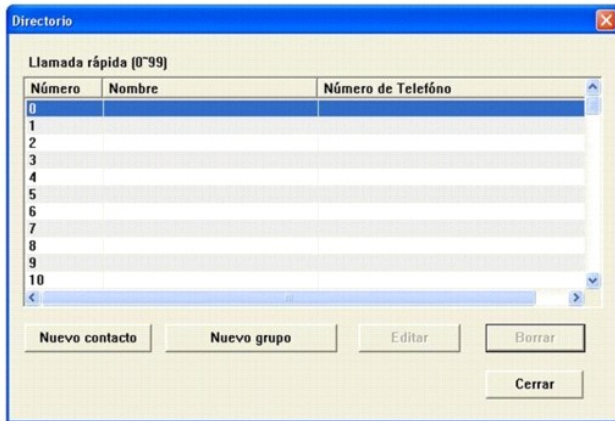 Directorio
Llamada rápida (0~99)
Número Nombre Número de Telefóno
0
1
2
3
4
5
6
7
8
9
10
Nuevo contacto Nuevo grupo Editar Borrar
Cerrar